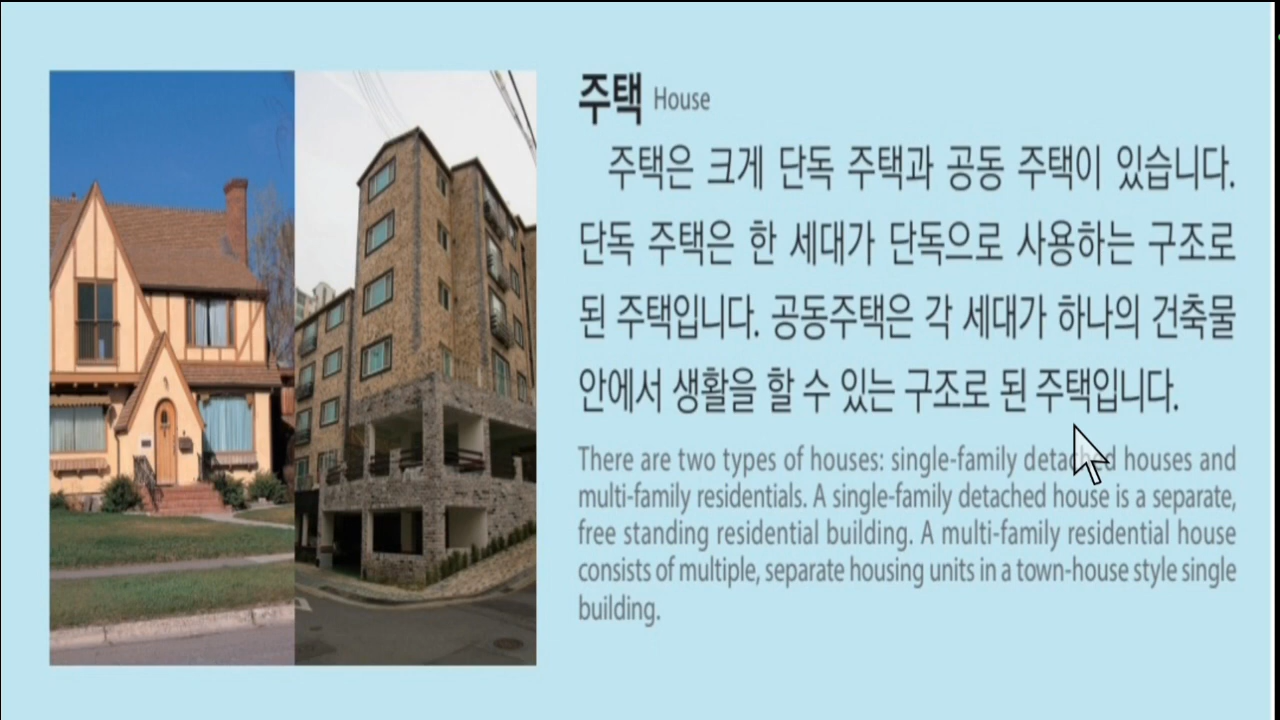 주택 House
주택은 크게 단독 주택과 공동 주택이 있습니다.
단독 주택은 한 세대가 단독으로 사용하는 구조로
된 주택입니다. 공동주택은 각 세대가 하나의 건축물
안에서 생활을 할 수 있는 구조로 된 주택입니다.
There are two types of houses: single-family detached houses and
multi-family residentials. A single-family detached house is a separate,
free standing residential building. A multi-family residential house
consists of multiple, separate housing units in a town-house style single
building.